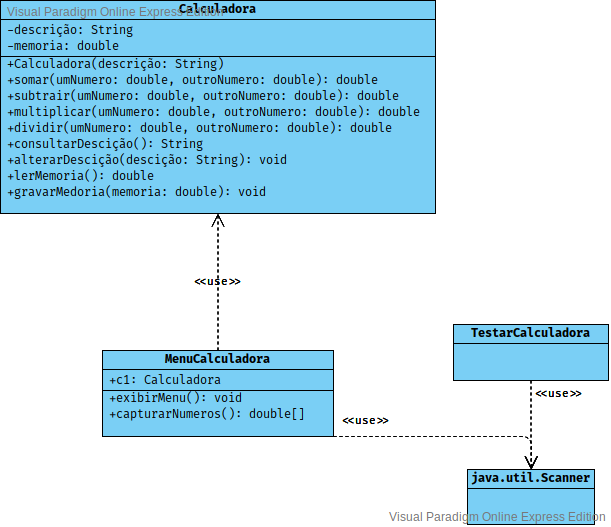 Visual Paradigm Online Express Edition
Calculadora
-descrição: String
-memoria: double
+Calculadora(descrição: String)
+somar(umNumero: double, outroNumero: double): double
+subtrair(umNumero: double, outroNumero: double): double
+multiplicar(umNumero: double, outroNumero: double): double
+dividir(umNumero: double, outroNumero: double): double
+consultarDescição(): String
+alterarDescição(descição: String): void
+lerMemoria(): double
+gravarMedoria(memoria: double): void
<<use>>
TestarCalculadora
MenuCalculadora
+c1: Calculadora
+exibirMenu(): void
+capturarNumeros(): double[]
<<use>>
<<use>>
java.util.Scanner
Visual Paradigm Online Express Edition